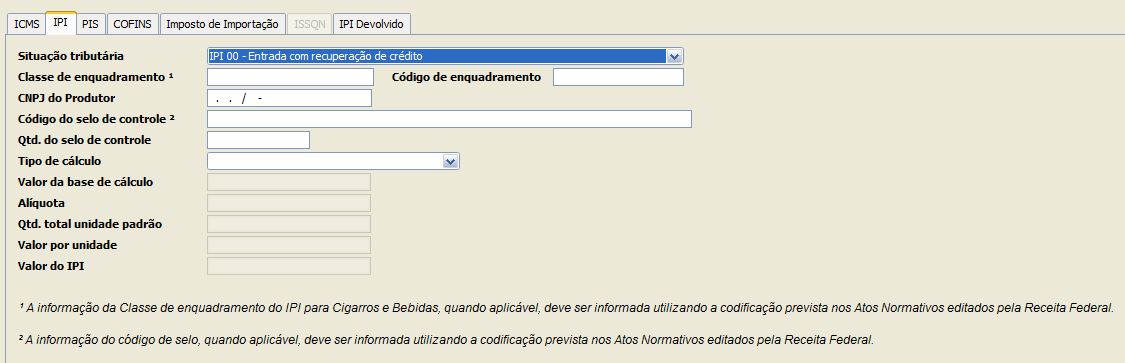 ICMS IPI PIS COFINS Imposto de Importação ISSQN IPI Devolvido
Situação tributária IPI 00 - Entrada com recuperação de crédito
Classe de enquadramento ¹ Código de enquadramento
CNPJ do Produtor . . / -
Código do selo de controle ²
Qtd. do selo de controle
Tipo de cálculo
Valor da base de cálculo
Alíquota
Qtd. total unidade padrão
Valor por unidade
Valor do IPI
¹ A informação da Classe de enquadramento do IPI para Cigarros e Bebidas, quando aplicável, deve ser informada utilizando a codificação prevista nos Atos Normativos editados pela Receita Federal.
² A informação do código de selo, quando aplicável, deve ser informada utilizando a codificação prevista nos Atos Normativos editados pela Receita Federal.